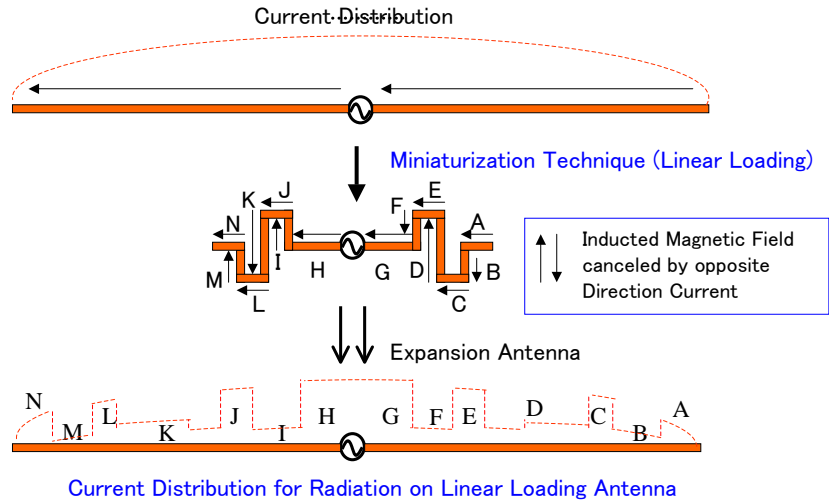 Current Distribution
Miniaturization Technique (Linear Loading)
K J F E
N A
I H G D B
M L C
Inducted Magnetic Field
canceled by opposite
Direction Current
Expansion Antenna
N M L K J I H G F E D C B A
Current Distribution for Radiation on Linear Loading Antenna